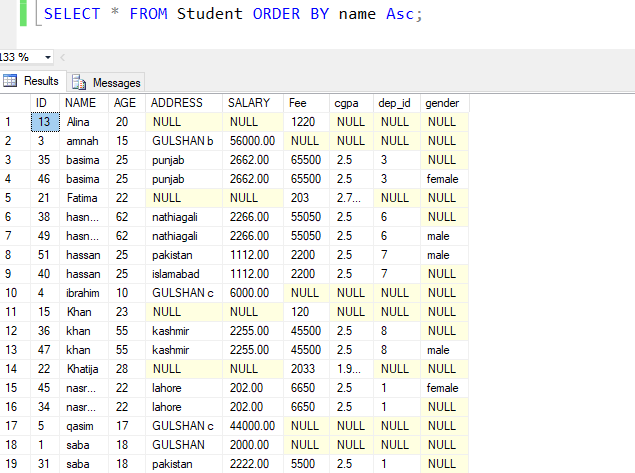 SELECT * FROM Student ORDER BY name Asc;
133 %
Results Messages
ID NAME AGE ADDRESS SALARY Fee cgpa dep_id gender
1 13 Alina 20 NULL NULL 1220 NULL NULL NULL
2 3 amnah 15 GULSHAN b 56000.00 NULL NULL NULL NULL
3 35 basima 25 punjab 2662.00 65500 2.5 3 NULL
4 46 basima 25 punjab 2662.00 65500 2.5 3 female
5 21 Fatima 22 NULL NULL 203 2.7... NULL NULL
6 38 hasn... 62 nathiagali 2266.00 55050 2.5 6 NULL
7 49 hasn... 62 nathiagali 2266.00 55050 2.5 6 male
8 51 hassan 25 pakistan 1112.00 2200 2.5 7 male
9 40 hassan 25 islamabad 1112.00 2200 2.5 7 NULL
10 4 ibrahim 10 GULSHAN c 6000.00 NULL NULL NULL NULL
11 15 Khan 23 NULL NULL 120 NULL NULL NULL
12 36 khan 55 kashmir 2255.00 45500 2.5 8 NULL
13 47 khan 55 kashmir 2255.00 45500 2.5 8 male
14 22 Khatija 28 NULL NULL 2033 1.9... NULL NULL
15 45 nasr... 22 lahore 202.00 6650 2.5 1 female
16 34 nasr... 22 lahore 202.00 6650 2.5 1 NULL
17 5 qasim 17 GULSHAN c 44000.00 NULL NULL NULL NULL
18 1 saba 18 GULSHAN 2000.00 NULL NULL NULL NULL
19 31 saba 18 pakistan 2222.00 5500 2.5 1 NULL